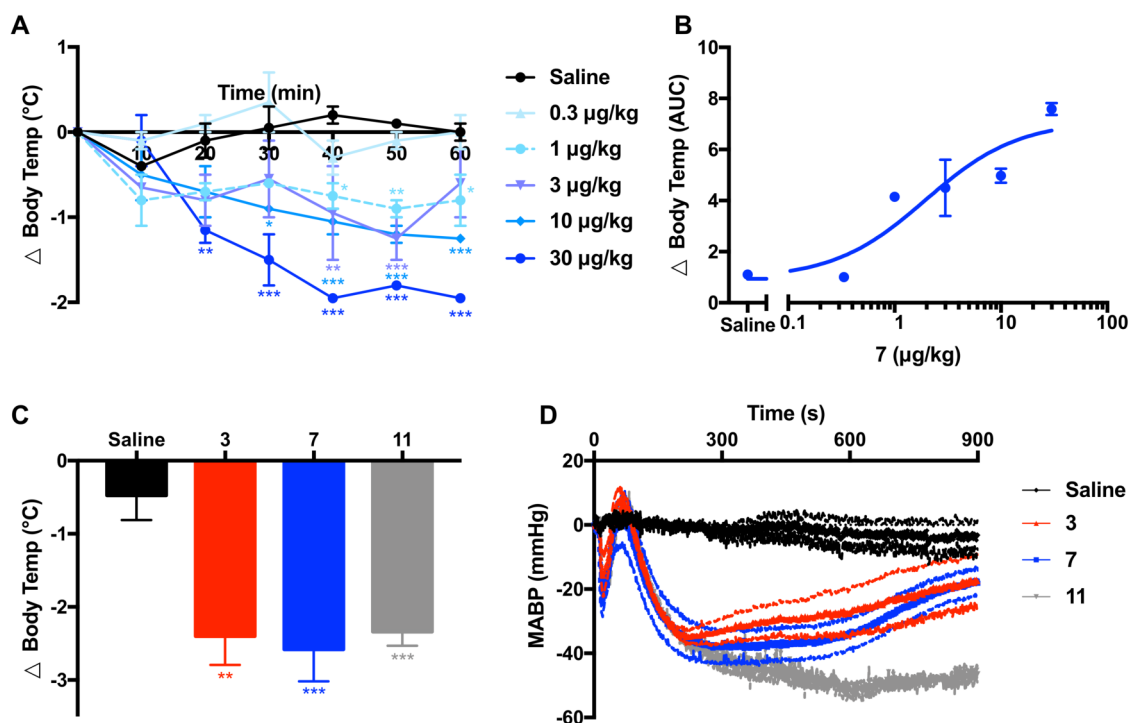 A
△ Body Temp (°C)
1
0
-1
-2
Time (min)
10 20 30 40 50 60
* ** *
* ** ***
*** *** ***
** *** *** *** ***
Saline
0.3 µg/kg
1 µg/kg
3 µg/kg
10 µg/kg
30 µg/kg
B
△ Body Temp (AUC)
10
8
6
4
2
0
Saline 0.1 1 10 100
7 (µg/kg)
C
Saline 3 7 11
△ Body Temp (°C)
0
-1
-2
-3
** *** ***
D
Time (s)
0 300 600 900
MABP (mmHg)
20
0
-20
-40
-60
Saline
3
7
11